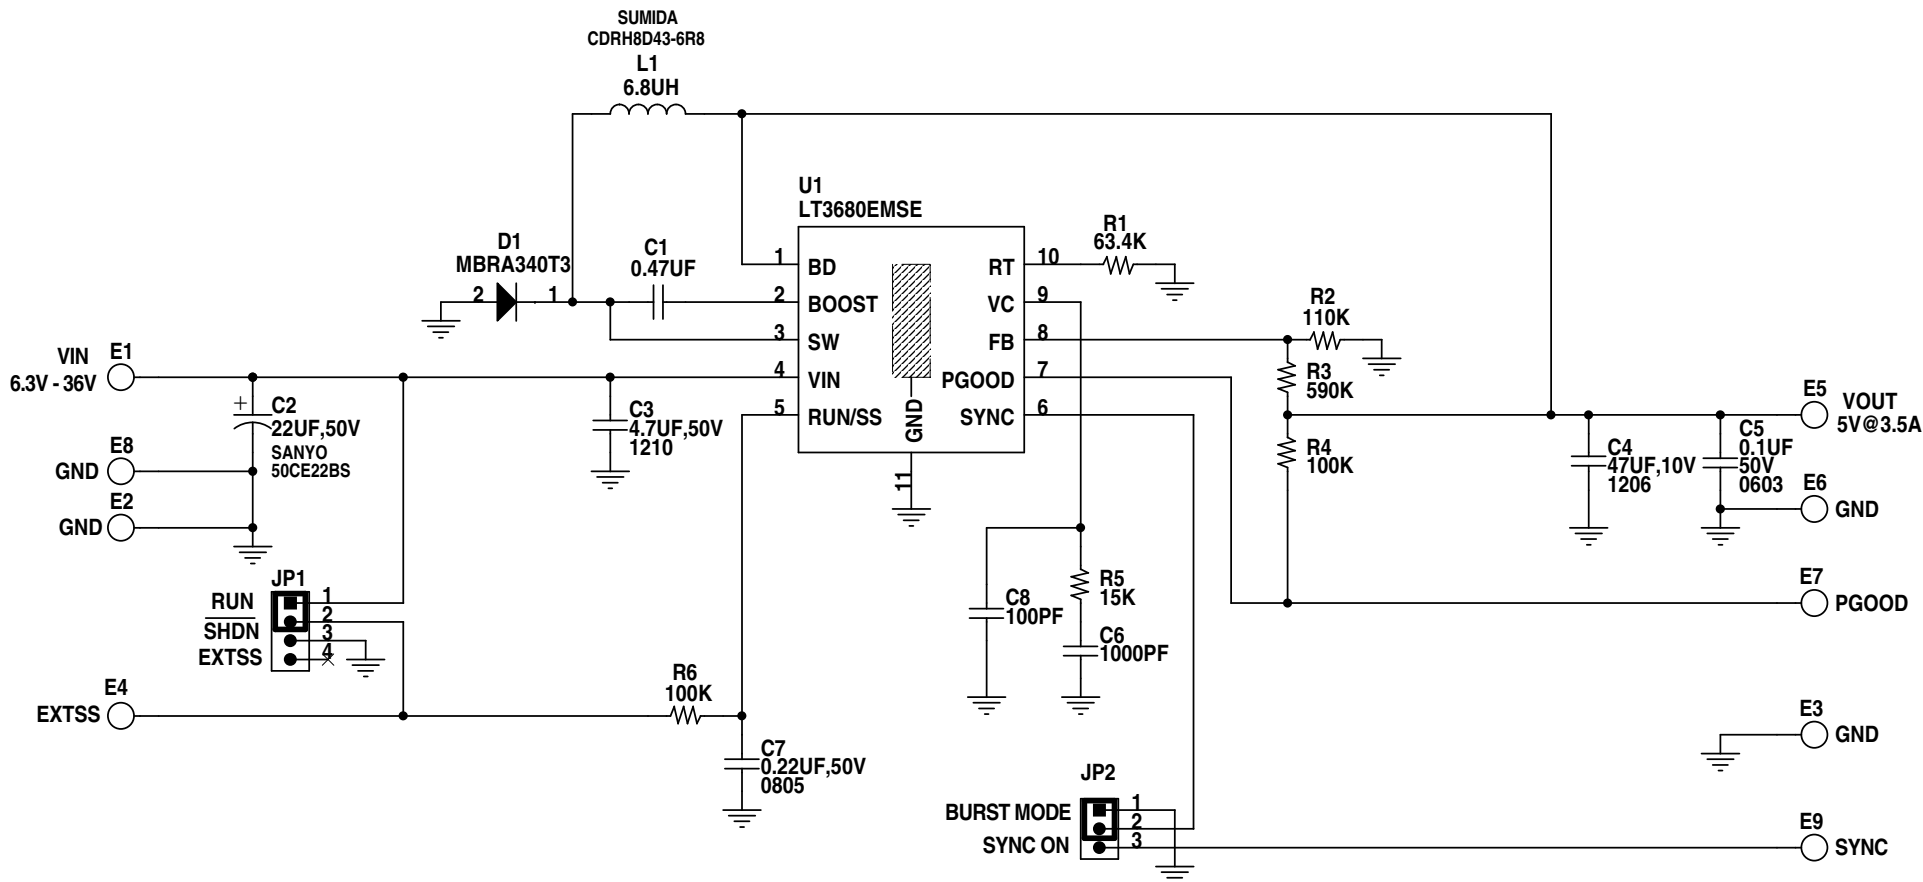 SUMIDA
CDRH8D43-6R8
L1
6.8UH
U1
LT3680EMSE
D1
MBRA340T3
2
1
C1
0.47UF
1
BD
2
BOOST
3
SW
4
VIN
5
RUN/SS
GND
11
RT
10
VC
9
FB
8
PGOOD
7
SYNC
6
R1
63.4K
R2
110K
R3
590K
R4
100K
VIN
6.3V - 36V
E1
+
C2
22UF,50V
SANYO
50CE22BS
E8
GND
E2
GND
C3
4.7UF,50V
1210
E5
VOUT
5V@3.5A
C4
47UF,10V
1206
C5
0.1UF
50V
0603
E6
GND
JP1
RUN
SHDN
EXTSS
1
2
3
4
C8
100PF
R5
15K
C6
1000PF
E7
PGOOD
E4
EXTSS
R6
100K
C7
0.22UF,50V
0805
E3
GND
JP2
BURST MODE
SYNC ON
1
2
3
E9
SYNC